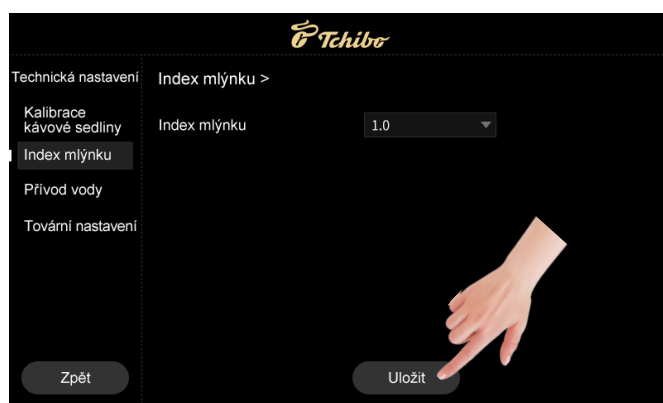 Tchibo
Technická nastavení
Index mlýnku >
Kalibrace
kávové sedliny
Index mlýnku
1.0
Index mlýnku
Přívod vody
Tovární nastavení
Zpět
Uložit